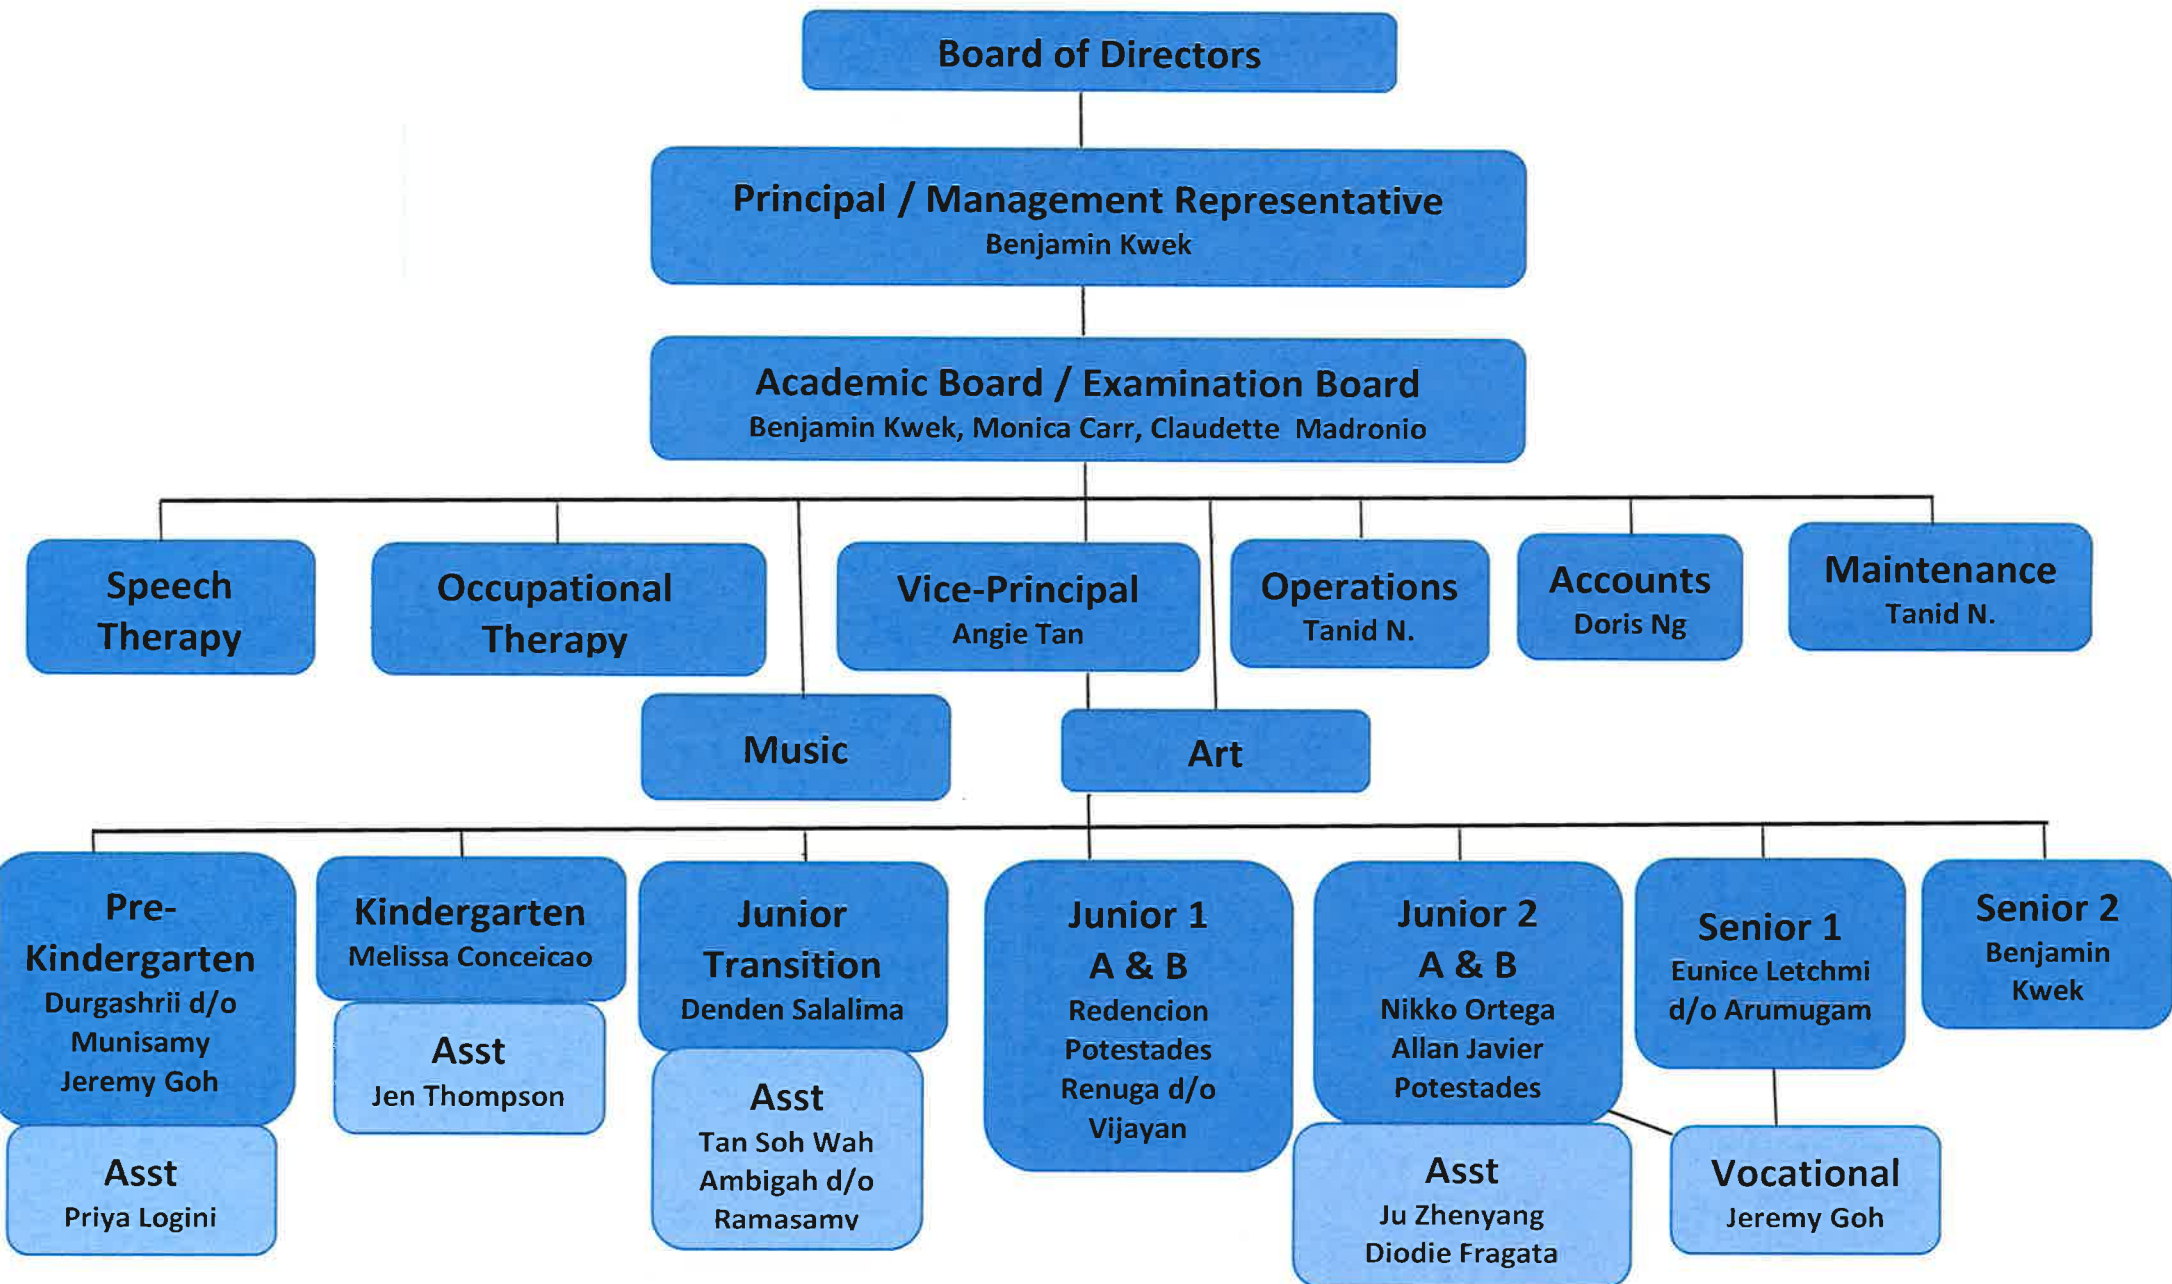 Board of Directors
Principal / Management Representative
Benjamin Kwek
Academic Board / Examination Board
Benjamin Kwek, Monica Carr, Claudette Madronio
Speech
Therapy
Occupational
Therapy
Vice-Principal
Angie Tan
Operations
Tanid N.
Accounts
Doris Ng
Maintenance
Tanid N.
Music
Art
Pre-
Kindergarten
Durgashrii d/o
Munisamy
Jeremy Goh
Asst
Priya Logini
Kindergarten
Melissa Conceicao
Asst
Jen Thompson
Junior
Transition
Denden Salalima
Asst
Tan Soh Wah
Ambigah d/o
Ramasamy
Junior 1
A & B
Redencion
Potestades
Renuga d/o
Vijayan
Junior 2
A & B
Nikko Ortega
Allan Javier
Potestades
Asst
Ju Zhenyang
Diodie Fragata
Senior 1
Eunice Letchmi
d/o Arumugam
Vocational
Jeremy Goh
Senior 2
Benjamin
Kwek